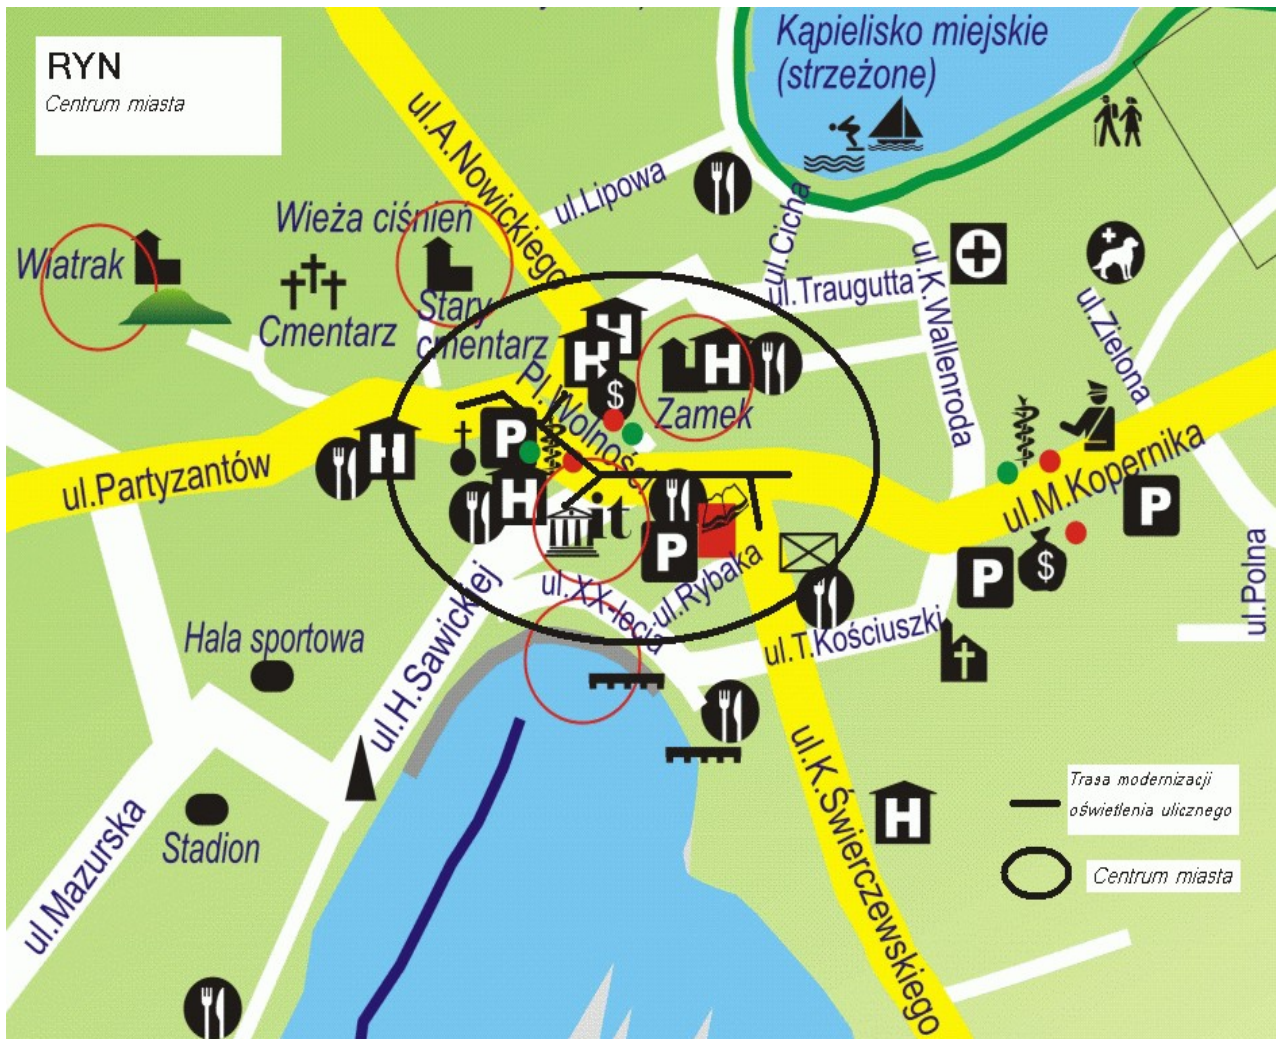 RYN
Centrum miasta
Kąpielisko miejskie
(strzeżone)
ul.A.Nowickiego
ul.Lipowa
ul.Cicha
Wieża ciśnień
Wiatrak
Cmentarz
Stary
cmentarz
ul.Traugutta
ul.K.Wallenroda
ul.Zielona
H
H
H
Zamek
$
Pl.Wolności
P
H
ul.Partyzantów
H
it
P
ul.M.Kopernika
P
P
$
ul.Polna
ul.XX-lecia
ul.Rybaka
ul.T.Kościuszki
ul.H.Sawickiej
Hala sportowa
Stadion
ul.Mazurska
ul.K.Świerczewskiego
H
Trasa modernizacji
oświetlenia ulicznego
Centrum miasta